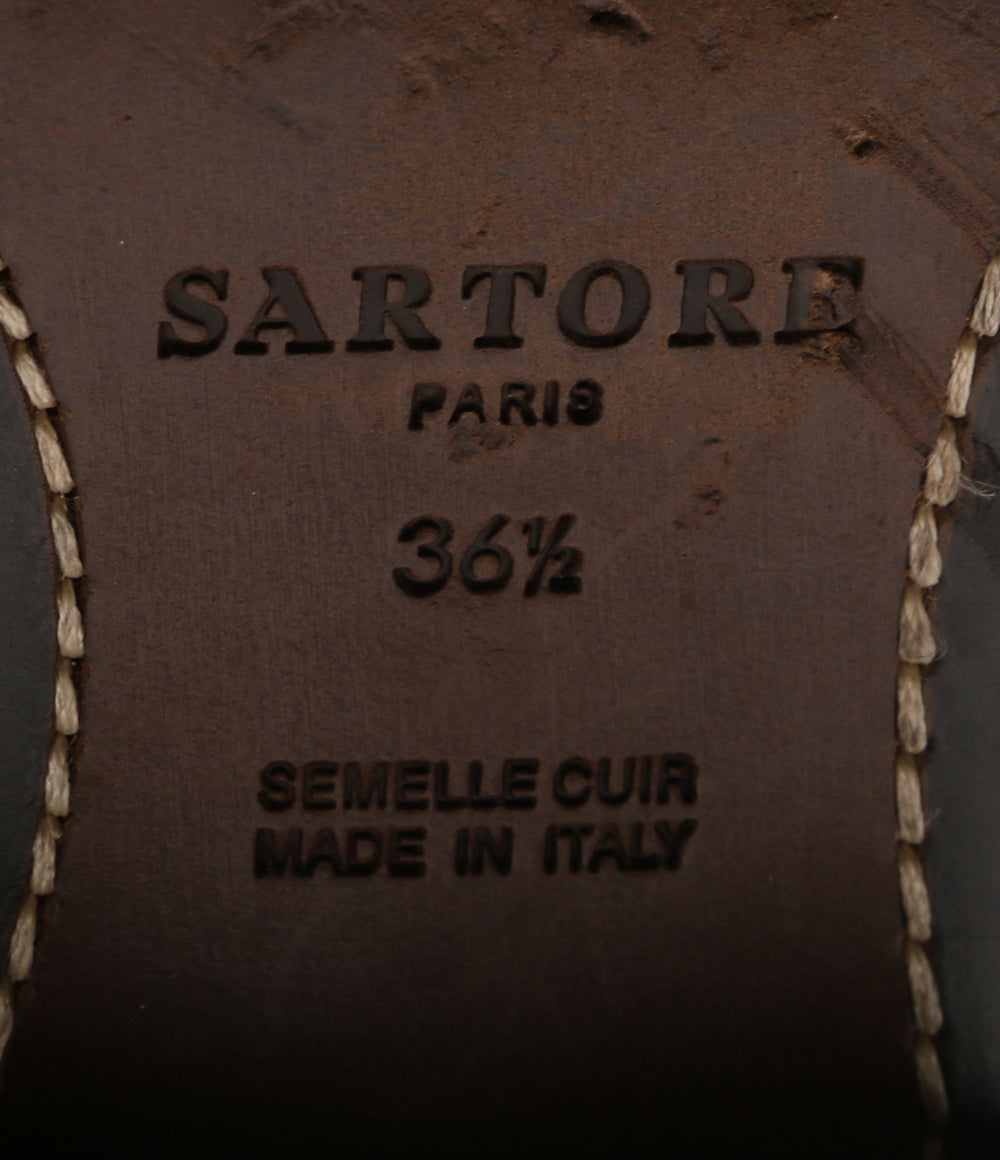 SARTORE
PARIS
36½
SEMELLE CUIR
MADE IN ITALY